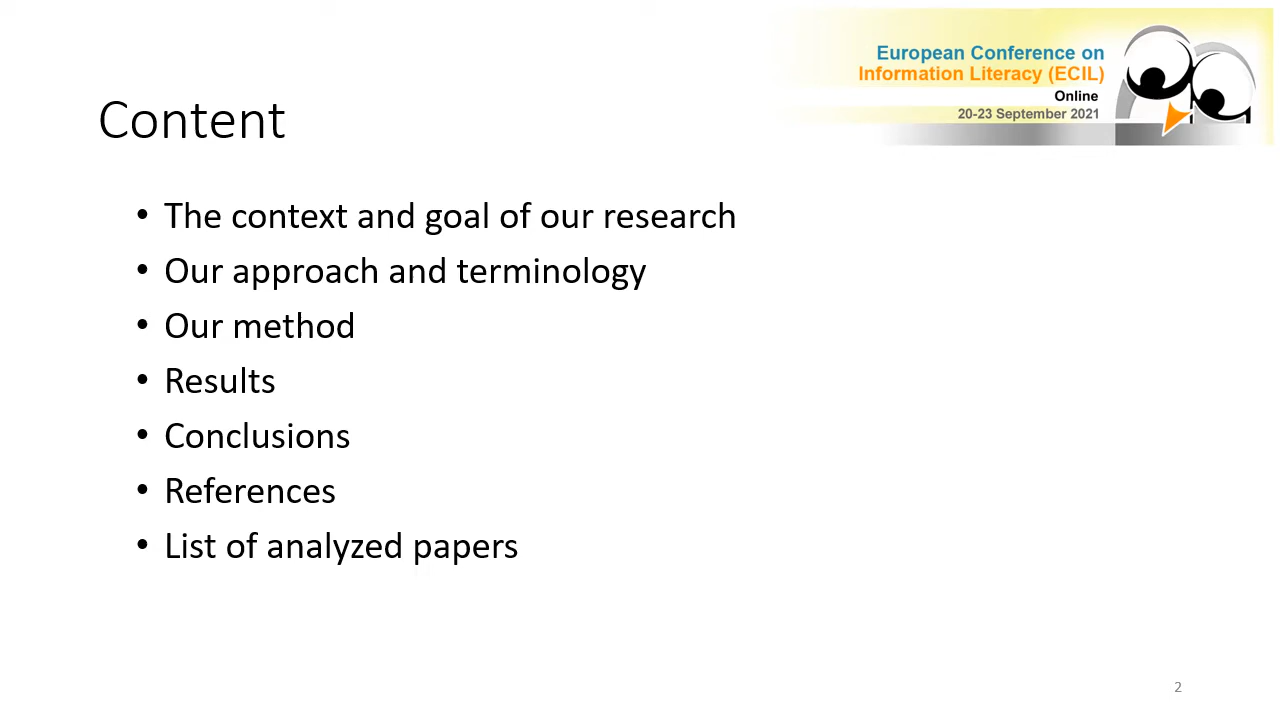 European Conference on
Information Literacy (ECIL)
Online
20-23 September 2021
Content
• The context and goal of our research
• Our approach and terminology
• Our method
• Results
• Conclusions
• References
• List of analyzed papers
2